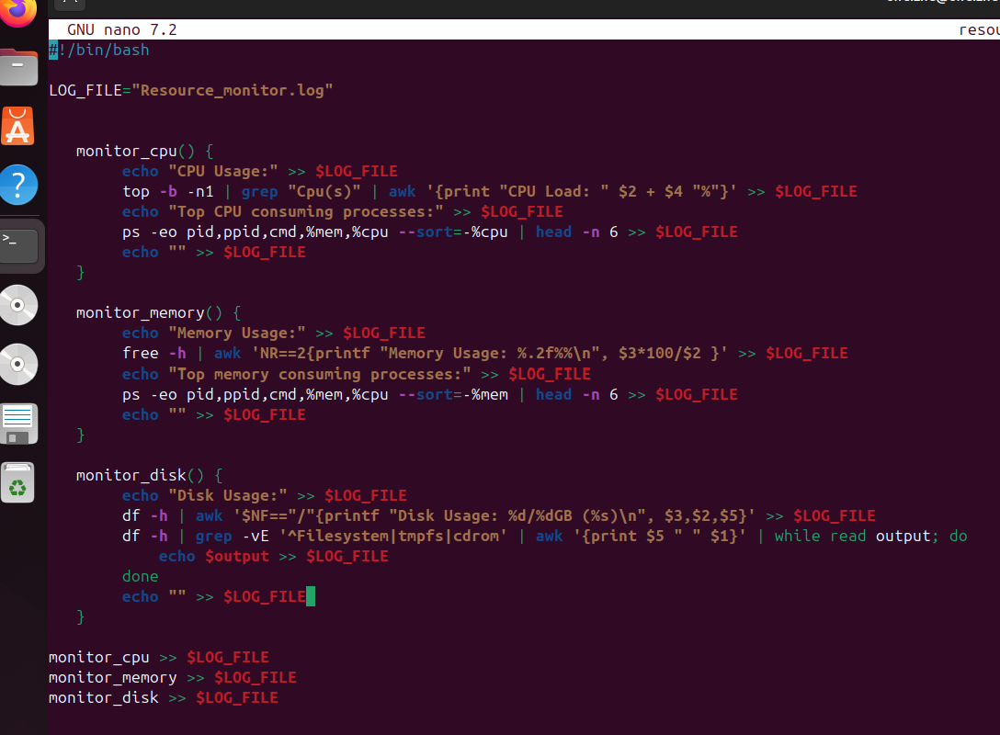 GNU nano 7.2
#!/bin/bash
LOG_FILE="Resource_monitor.log"
monitor_cpu() {
echo "CPU Usage:" >> $LOG_FILE
top -b -n1 | grep "Cpu(s)" | awk '{print "CPU Load: " $2 + $4 "%"}' >> $LOG_FILE
echo "Top CPU consuming processes:" >> $LOG_FILE
ps -eo pid,ppid,cmd,%mem,%cpu --sort=-%cpu | head -n 6 >> $LOG_FILE
echo "" >> $LOG_FILE
}
monitor_memory() {
echo "Memory Usage:" >> $LOG_FILE
free -h | awk 'NR==2{printf "Memory Usage: %.2f%%\n", $3*100/$2 }' >> $LOG_FILE
echo "Top memory consuming processes:" >> $LOG_FILE
ps -eo pid,ppid,cmd,%mem,%cpu --sort=-%mem | head -n 6 >> $LOG_FILE
echo "" >> $LOG_FILE
}
monitor_disk() {
echo "Disk Usage:" >> $LOG_FILE
df -h | awk '$NF=="/"{printf "Disk Usage: %d/%dGB (%s)\n", $3,$2,$5}' >> $LOG_FILE
df -h | grep -vE '^Filesystem|tmpfs|cdrom' | awk '{print $5 " " $1}' | while read output; do
echo $output >> $LOG_FILE
done
echo "" >> $LOG_FILE
}
monitor_cpu >> $LOG_FILE
monitor_memory >> $LOG_FILE
monitor_disk >> $LOG_FILE